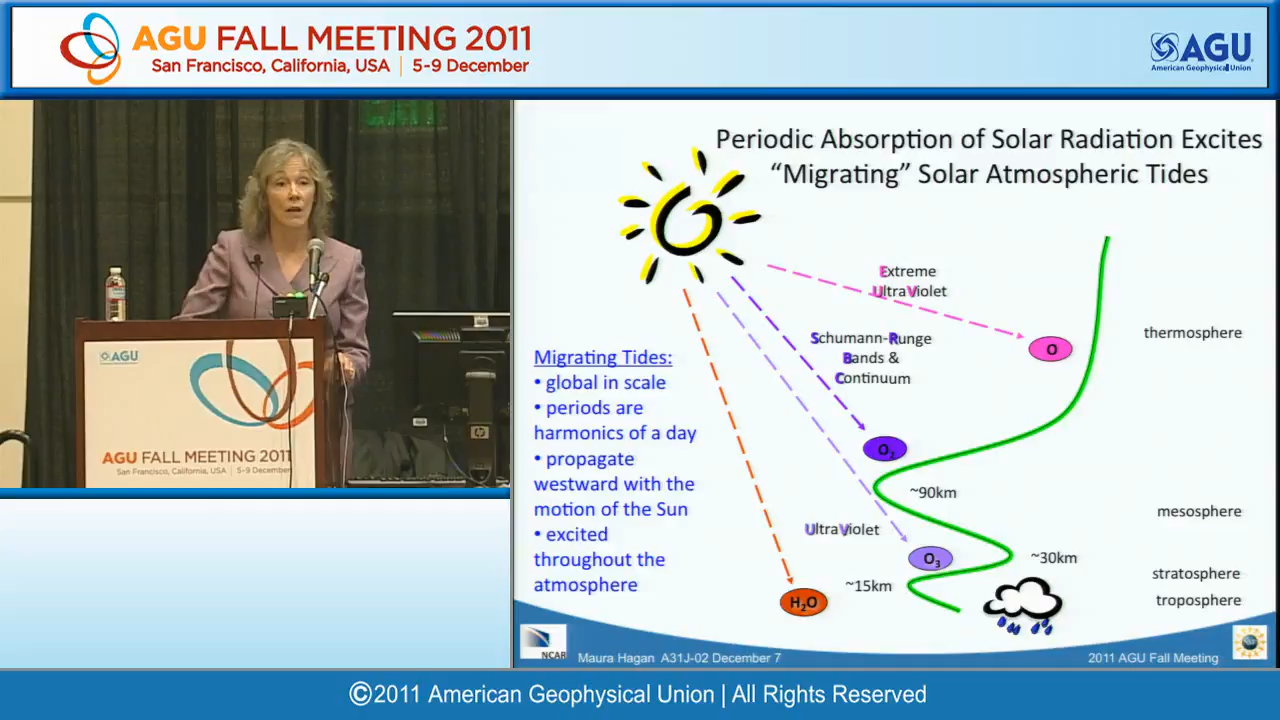 AGU FALL MEETING 2011
San Francisco, California, USA | 5-9 December
AGU
American Geophysical Union
Periodic Absorption of Solar Radiation Excites
“Migrating” Solar Atmospheric Tides
Extreme
UltraViolet
thermosphere
Schumann-Runge
Bands &
Continuum
O
Migrating Tides:
• global in scale
• periods are
harmonics of a day
• propagate
westward with the
motion of the Sun
• excited
throughout the
atmosphere
O₂
~90km
mesosphere
UltraViolet
O₃
~30km
stratosphere
~15km
H₂O
troposphere
AGU
AGU FALL MEETING 2011
San Francisco, California, USA | 5-9 December
NCAR
Maura Hagan A31J-02 December 7
2011 AGU Fall Meeting
©2011 American Geophysical Union | All Rights Reserved